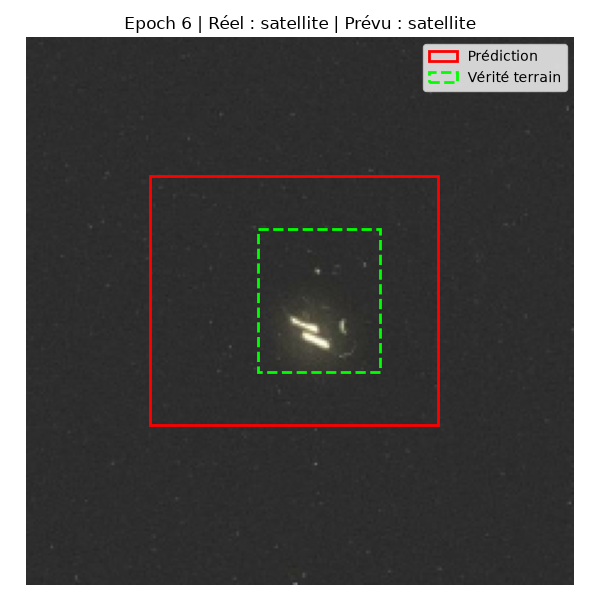 Epoch 6 | Réel : satellite | Prévu : satellite
Prédiction
Vérité terrain